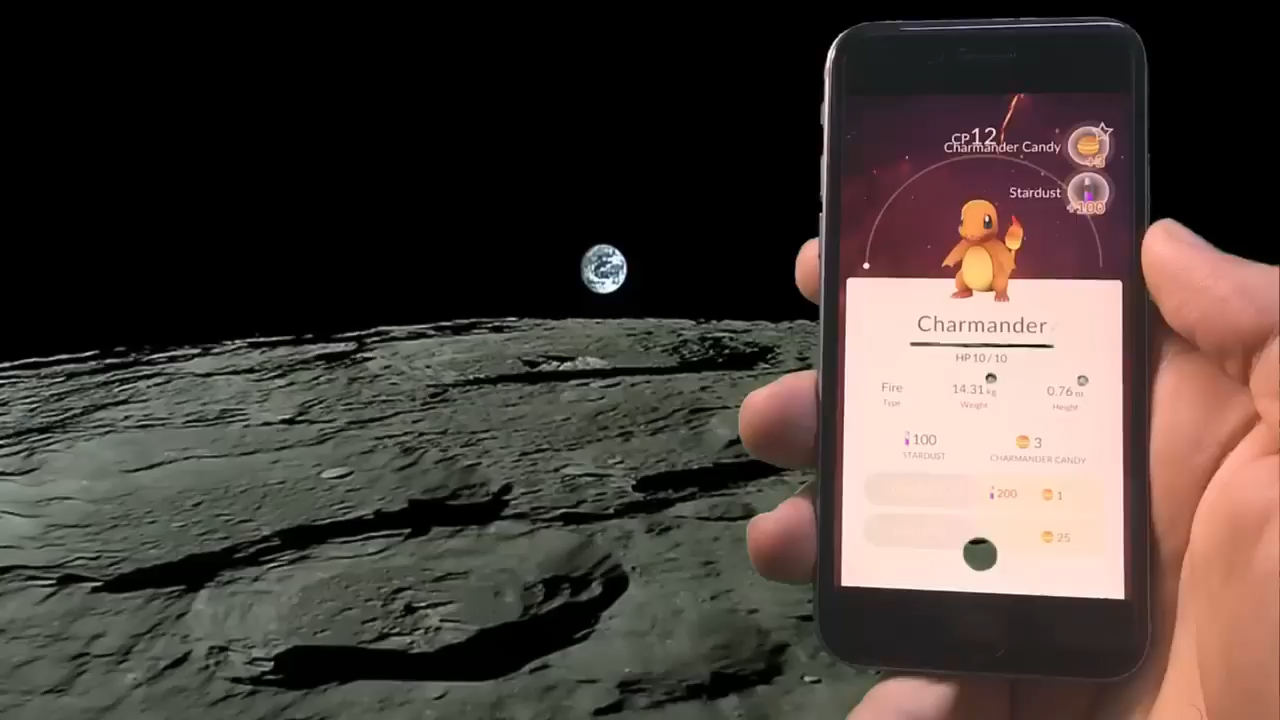 CP12
Charmander Candy
+3
Stardust
+100
Charmander
HP 10 / 10
Fire
14.31 kg
0.76 m
Type
Weight
Height
100
3
STARDUST
CHARMANDER CANDY
200
1
25